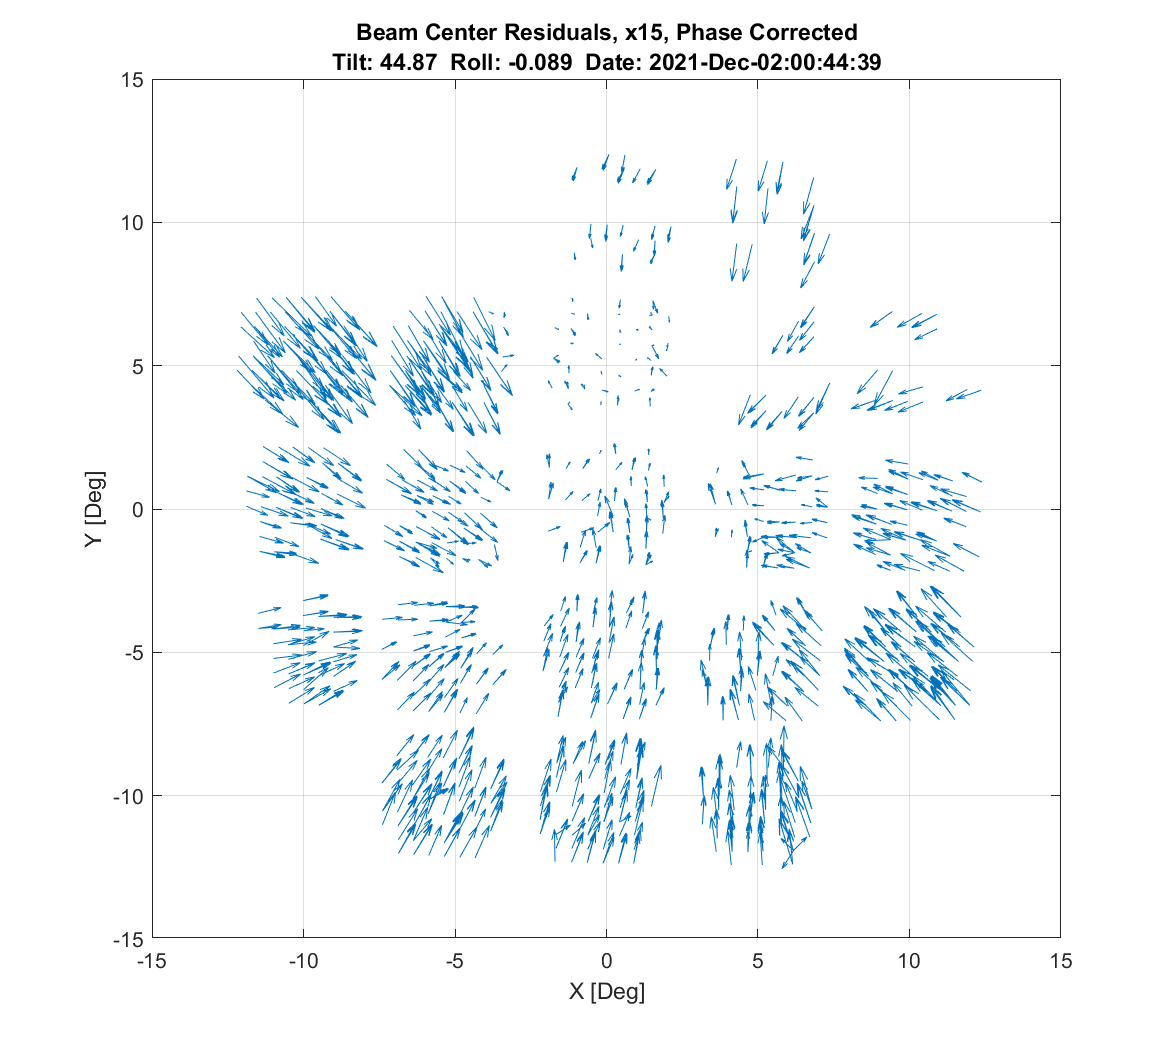 Beam Center Residuals, x15, Phase Corrected
Tilt: 44.87  Roll: -0.089  Date: 2021-Dec-02:00:44:39
15
10
5
0
-5
-10
-15
Y [Deg]
-15 -10 -5 0 5 10 15
X [Deg]